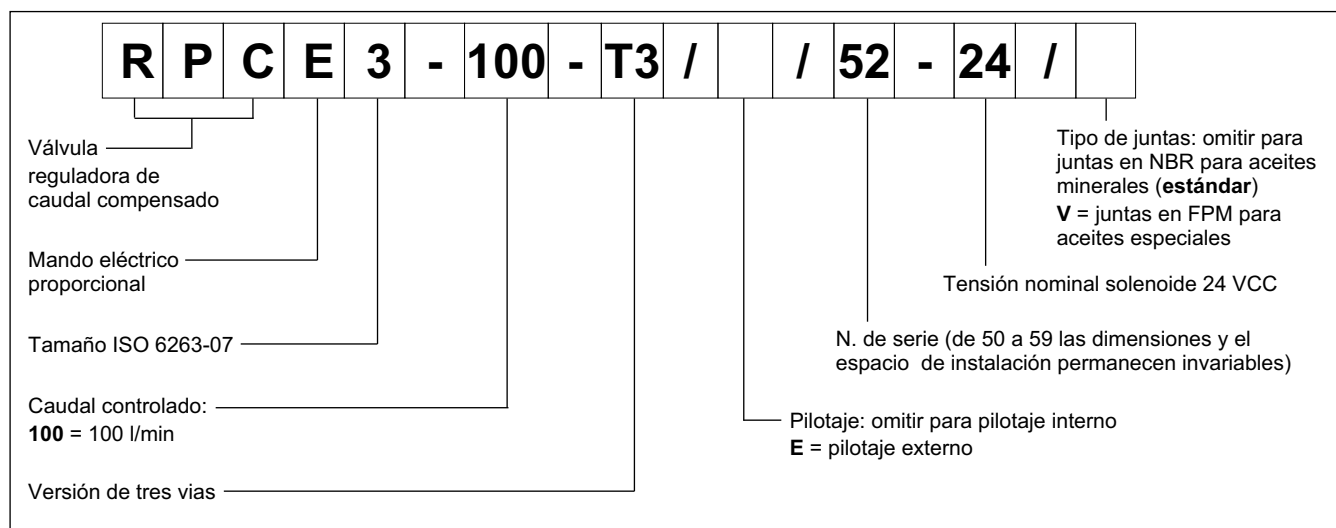 R P C E 3 - 100 - T3 / / 52 - 24 /
Válvula
reguladora de
caudal compensado
Mando eléctrico
proporcional
Tamaño ISO 6263-07
Caudal controlado:
100 = 100 l/min
Versión de tres vias
Tipo de juntas: omitir para
juntas en NBR para aceites
minerales (estándar)
V = juntas en FPM para
aceites especiales
Tensión nominal solenoide 24 VCC
N. de serie (de 50 a 59 las dimensiones y el
espacio de instalación permanecen invariables)
Pilotaje: omitir para pilotaje interno
E = pilotaje externo